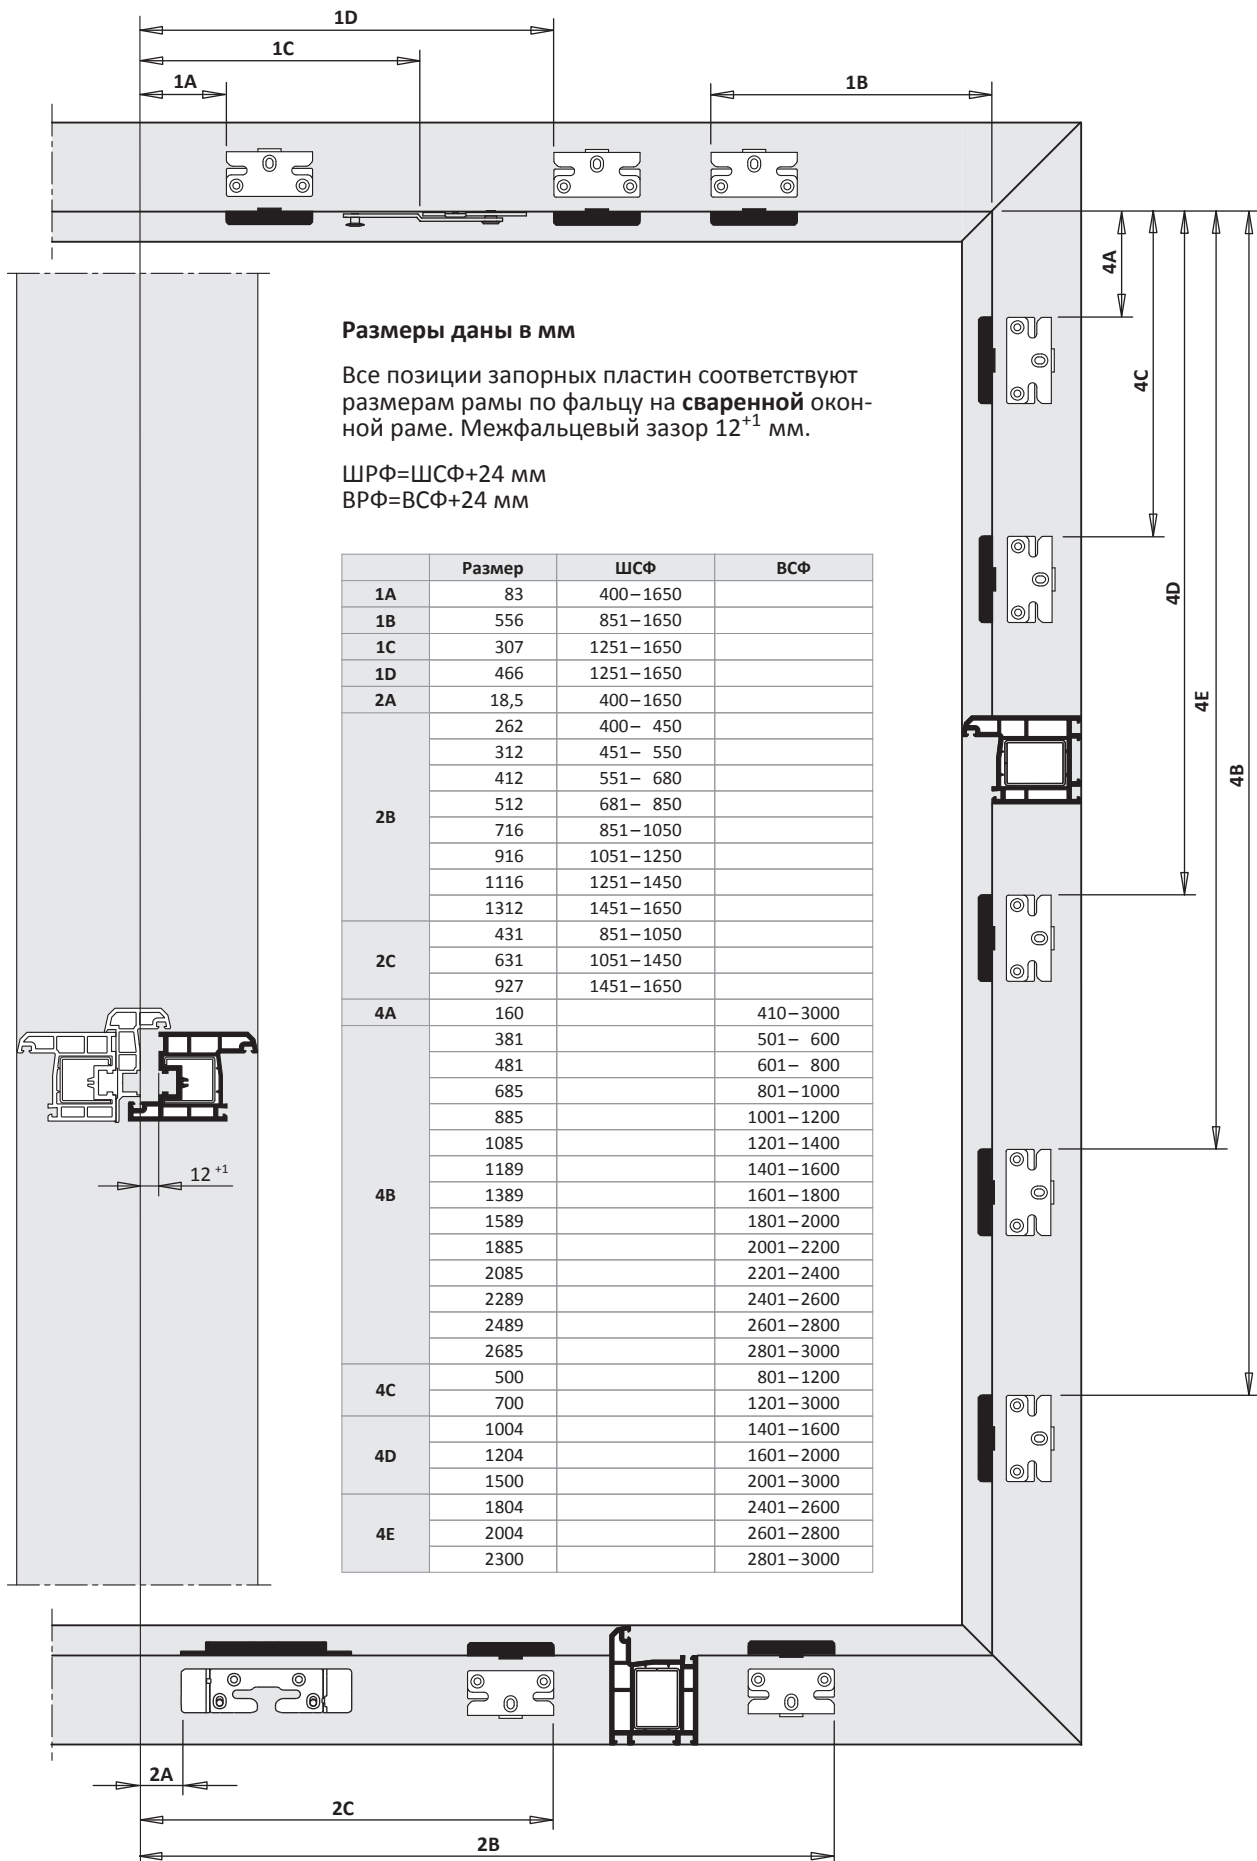 1D
1C
1A
1B
4A
4C
4D
4E
4B
Размеры даны в мм
Все позиции запорных пластин соответствуют
размерам рамы по фальцу на сваренной окон-
ной раме. Межфальцевый зазор 12⁺¹ мм.
ШРФ=ШСФ+24 мм
ВРФ=ВСФ+24 мм
Размер ШСФ ВСФ
1A 83 400–1650
1B 556 851–1650
1C 307 1251–1650
1D 466 1251–1650
2A 18,5 400–1650
2B 262 400– 450
312 451– 550
412 551– 680
512 681– 850
716 851–1050
916 1051–1250
1116 1251–1450
1312 1451–1650
2C 431 851–1050
631 1051–1450
927 1451–1650
4A 160 410–3000
4B 381 501– 600
481 601– 800
685 801–1000
885 1001–1200
1085 1201–1400
1189 1401–1600
1389 1601–1800
1589 1801–2000
1885 2001–2200
2085 2201–2400
2289 2401–2600
2489 2601–2800
2685 2801–3000
4C 500 801–1200
700 1201–3000
4D 1004 1401–1600
1204 1601–2000
1500 2001–3000
4E 1804 2401–2600
2004 2601–2800
2300 2801–3000
12 ⁺¹
2A
2C
2B